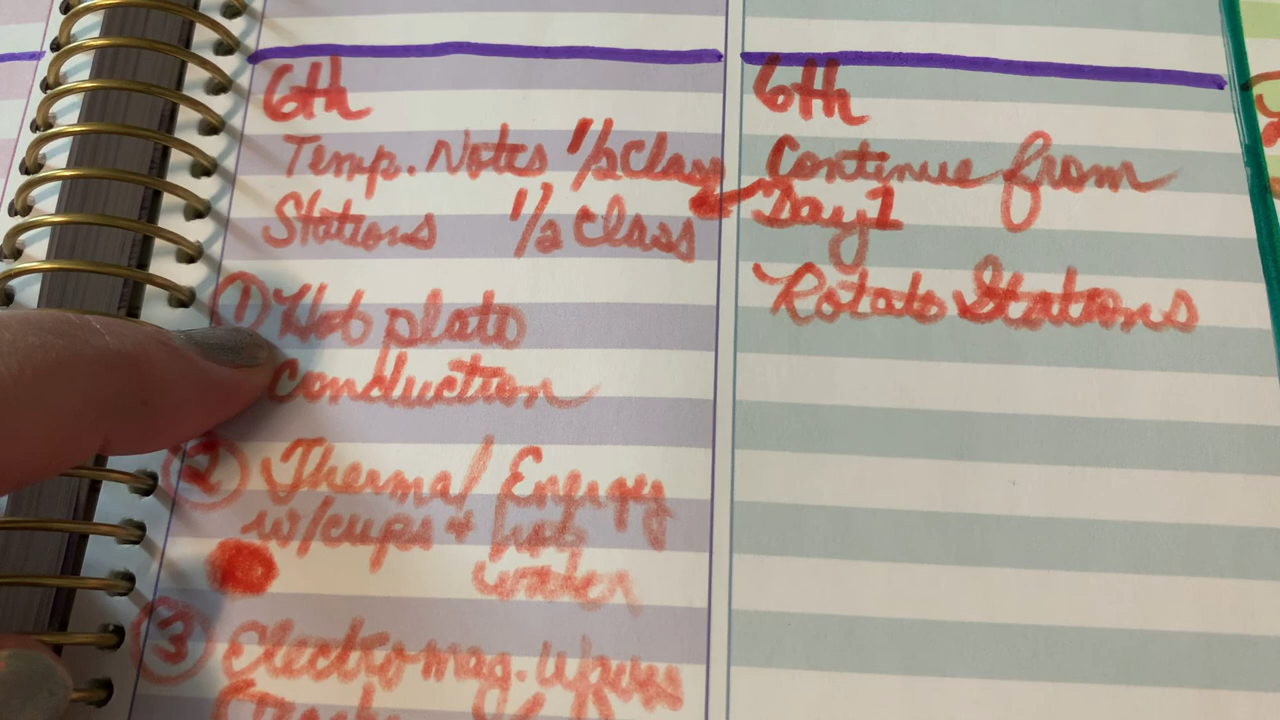 6th
Temp. Notes 1/2 Class
Stations 1/2 Class
① Hot plate
Conduction
② Thermal Energy
w/cups + hot
water
③ Electromag. Waves
6th
Continue from
Day 1
Rotate Stations